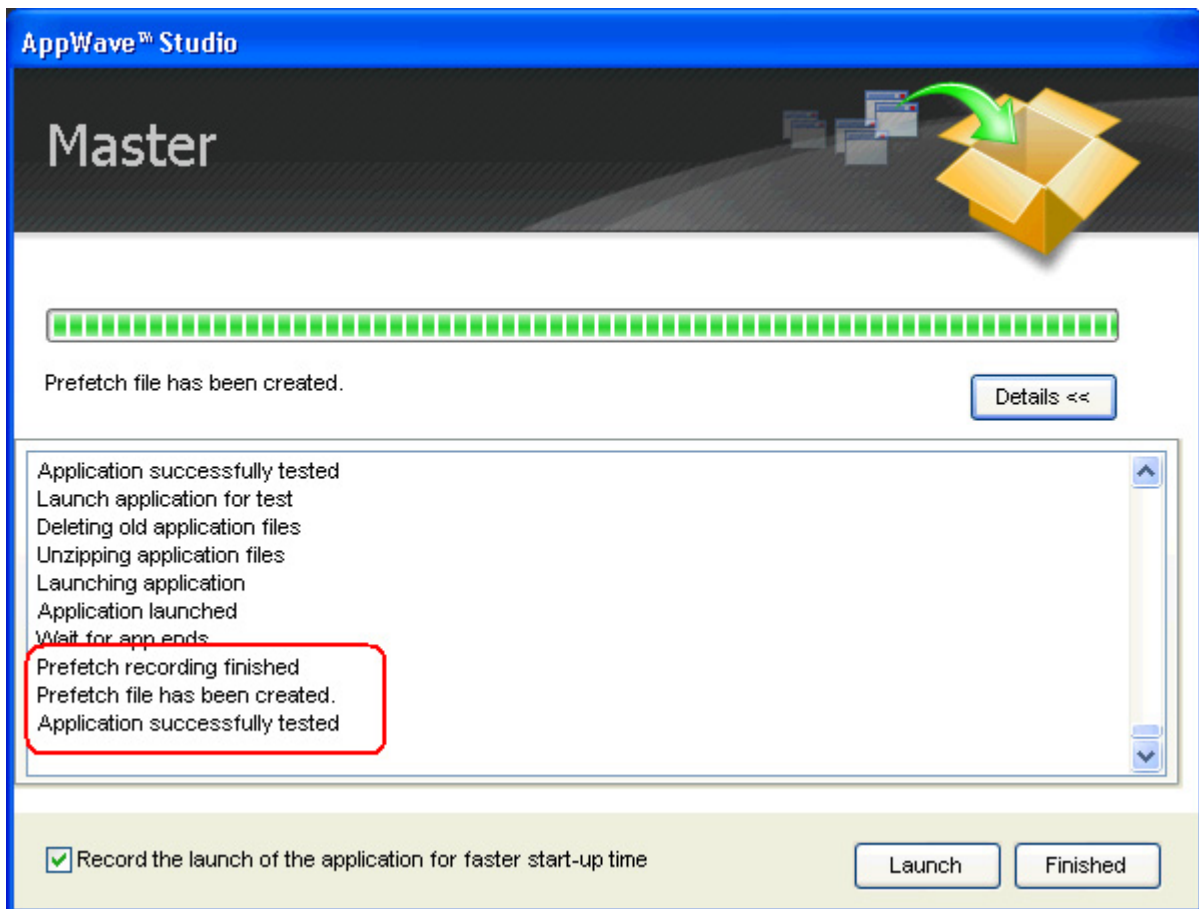 AppWave™ Studio
Master
Prefetch file has been created.
Details <<
Application successfully tested
Launch application for test
Deleting old application files
Unzipping application files
Launching application
Application launched
Wait for app ends
Prefetch recording finished
Prefetch file has been created.
Application successfully tested
Record the launch of the application for faster start-up time
Launch
Finished